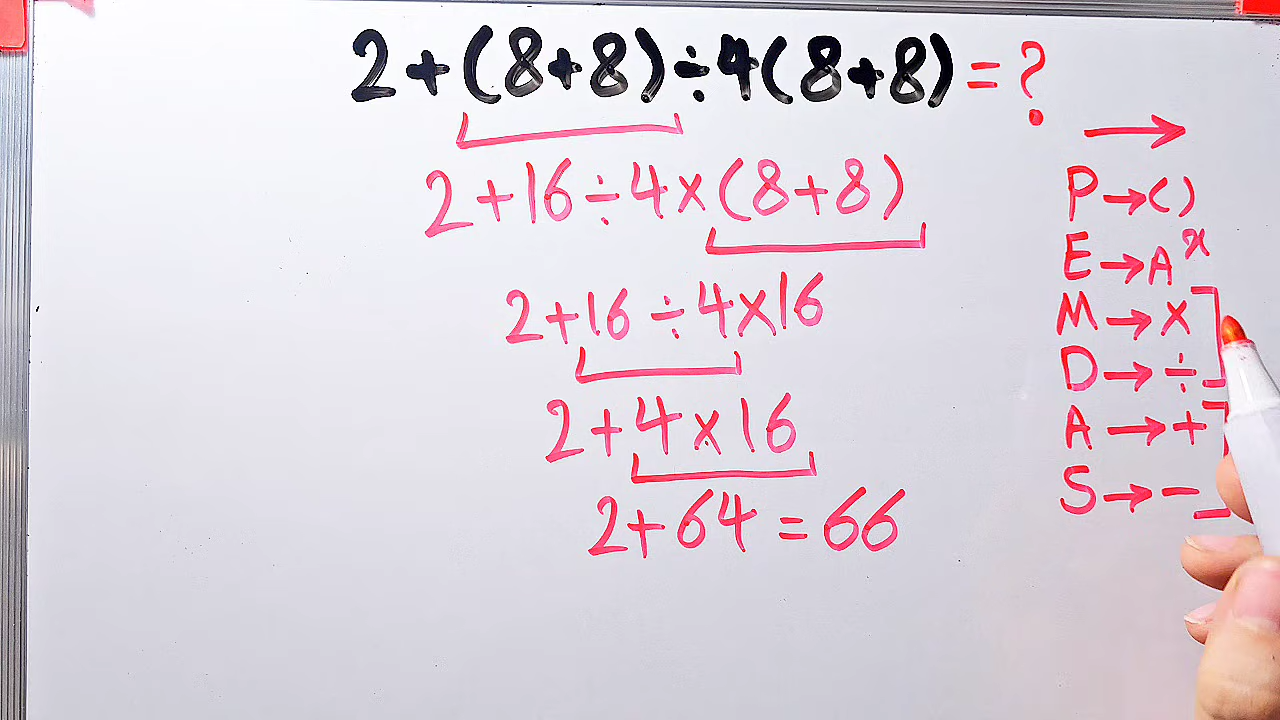 2+(8+8)÷4(8+8)=?
2+16÷4×(8+8)
2+16÷4×16
2+4×16
2+64=66
→
P→()
E→A^x
M→×
D→÷
A→+
S→−